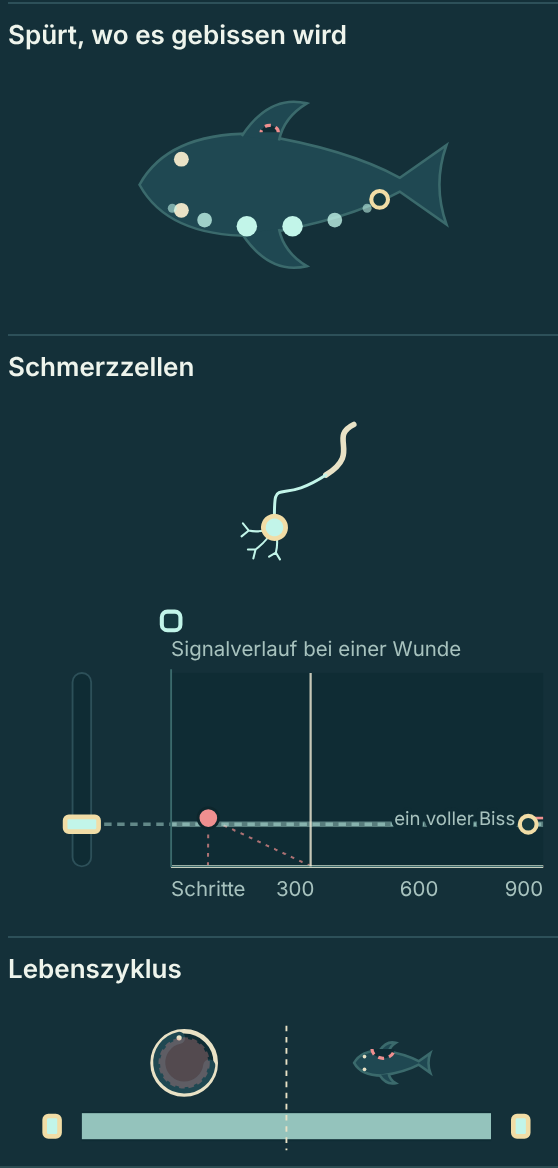 Spürt, wo es gebissen wird
Schmerzzellen
Signalverlauf bei einer Wunde
ein voller Biss
Schritte 300 600 900
Lebenszyklus